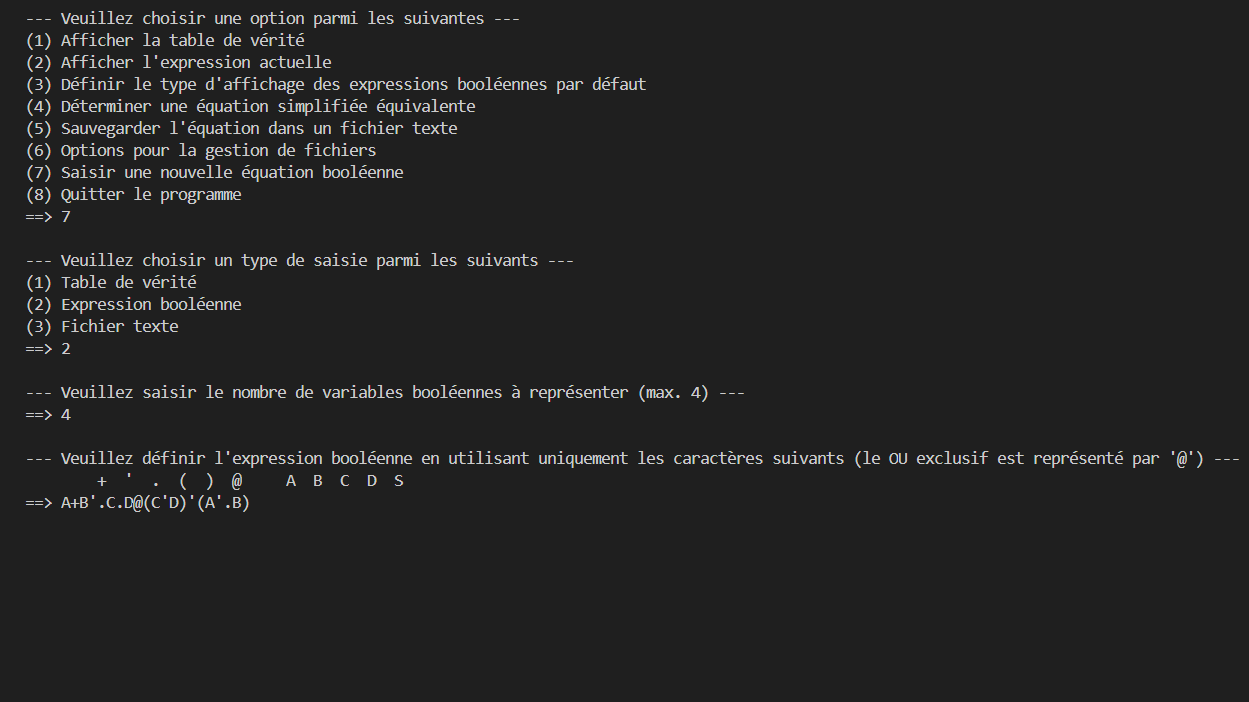 --- Veuillez choisir une option parmi les suivantes ---
(1) Afficher la table de vérité
(2) Afficher l'expression actuelle
(3) Définir le type d'affichage des expressions booléennes par défaut
(4) Déterminer une équation simplifiée équivalente
(5) Sauvegarder l'équation dans un fichier texte
(6) Options pour la gestion de fichiers
(7) Saisir une nouvelle équation booléenne
(8) Quitter le programme
==> 7
--- Veuillez choisir un type de saisie parmi les suivants ---
(1) Table de vérité
(2) Expression booléenne
(3) Fichier texte
==> 2
--- Veuillez saisir le nombre de variables booléennes à représenter (max. 4) ---
==> 4
--- Veuillez définir l'expression booléenne en utilisant uniquement les caractères suivants (le OU exclusif est représenté par '@') ---
+ ' . ( ) @ A B C D S
==> A+B'.C.D@(C'D)'(A'.B)